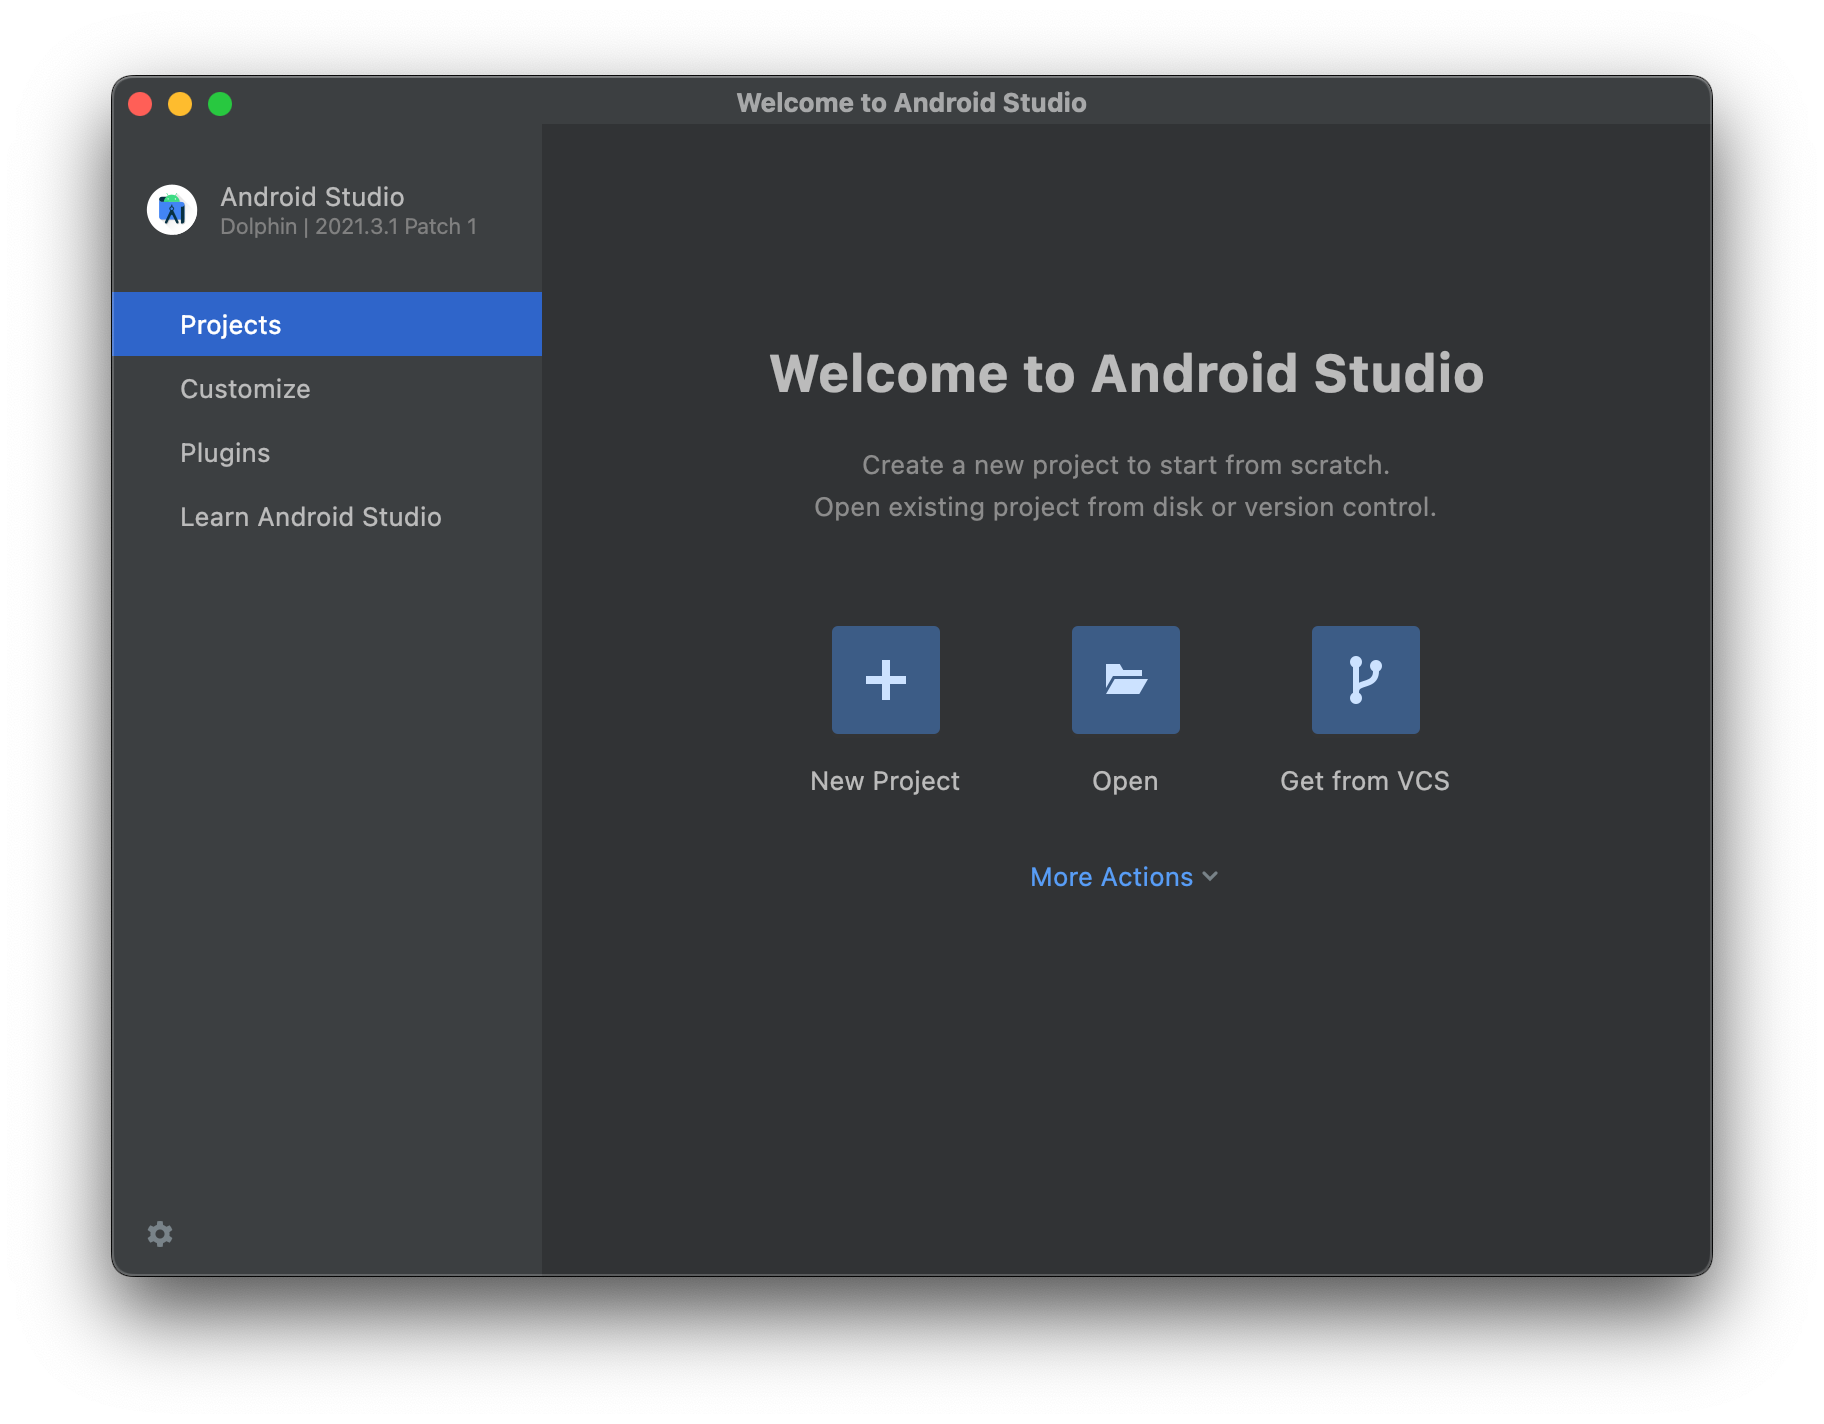 Welcome to Android Studio
Android Studio
Dolphin | 2021.3.1 Patch 1
Projects
Customize
Plugins
Learn Android Studio
Welcome to Android Studio
Create a new project to start from scratch.
Open existing project from disk or version control.
New Project
Open
Get from VCS
More Actions